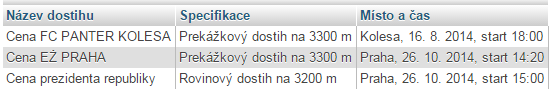 Název dostihu Specifikace Místo a čas
Cena FC PANTER KOLESA Prekážkový dostih na 3300 m Kolesa, 16. 8. 2014, start 18:00
Cena EŽ PRAHA Prekážkový dostih na 3300 m Praha, 26. 10. 2014, start 14:20
Cena prezidenta republiky Rovinový dostih na 3200 m Praha, 26. 10. 2014, start 15:00